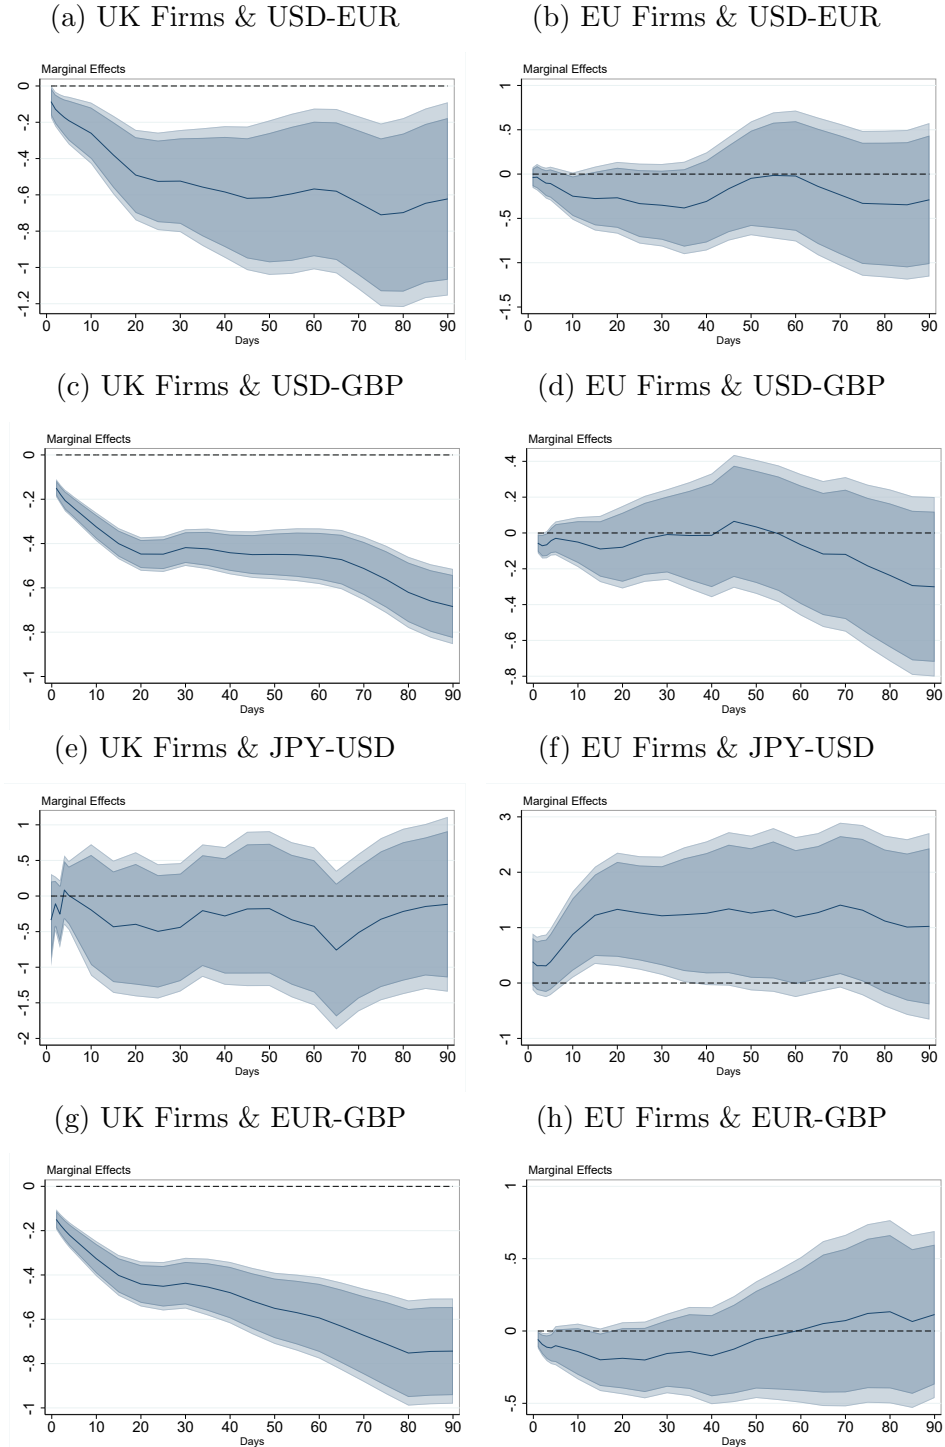 (a) UK Firms & USD-EUR
(b) EU Firms & USD-EUR
Marginal Effects
0
-.2
-.4
-.6
-.8
-1
-1.2
0 10 20 30 40 50 60 70 80 90
Days
Marginal Effects
1
.5
0
-.5
-1
-1.5
0 10 20 30 40 50 60 70 80 90
Days
(c) UK Firms & USD-GBP
(d) EU Firms & USD-GBP
Marginal Effects
0
-.2
-.4
-.6
-.8
-1
0 10 20 30 40 50 60 70 80 90
Days
Marginal Effects
.4
.2
0
-.2
-.4
-.6
-.8
0 10 20 30 40 50 60 70 80 90
Days
(e) UK Firms & JPY-USD
(f) EU Firms & JPY-USD
Marginal Effects
1
.5
0
-.5
-1
-1.5
-2
0 10 20 30 40 50 60 70 80 90
Days
Marginal Effects
3
2
1
0
-1
0 10 20 30 40 50 60 70 80 90
Days
(g) UK Firms & EUR-GBP
(h) EU Firms & EUR-GBP
Marginal Effects
0
-.2
-.4
-.6
-.8
-1
0 10 20 30 40 50 60 70 80 90
Days
Marginal Effects
1
.5
0
-.5
0 10 20 30 40 50 60 70 80 90
Days